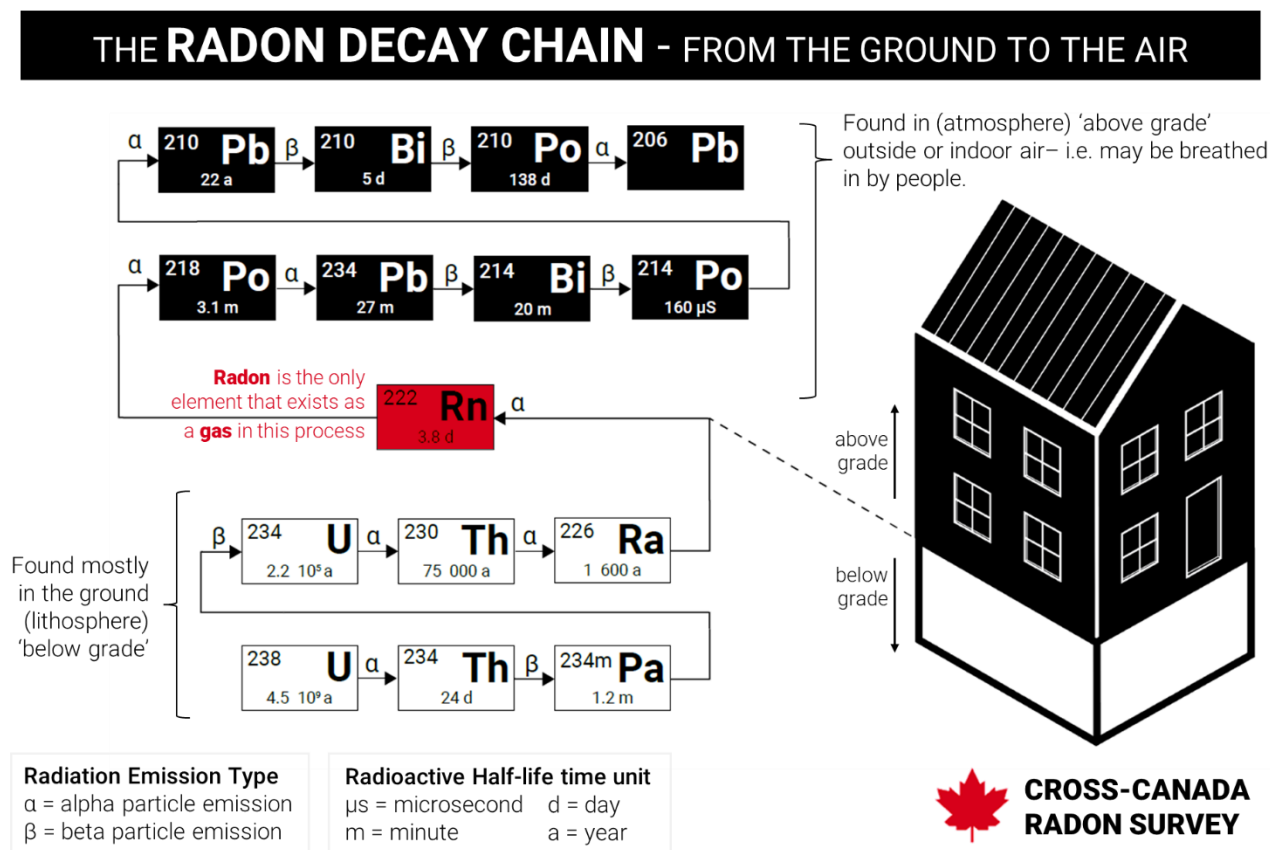 THE RADON DECAY CHAIN - FROM THE GROUND TO THE AIR
α 210 Pb 22 a β 210 Bi 5 d β 210 Po 138 d α 206 Pb
Found in (atmosphere) ‘above grade’
outside or indoor air– i.e. may be breathed
in by people.
α 218 Po 3.1 m α 234 Pb 27 m β 214 Bi 20 m β 214 Po 160 µS
Radon is the only
element that exists as
a gas in this process
222 Rn 3.8 d α
above
grade
below
grade
Found mostly
in the ground
(lithosphere)
‘below grade’
β 234 U 2.2 10⁵ a α 230 Th 75 000 a α 226 Ra 1 600 a
238 U 4.5 10⁹ a α 234 Th 24 d β 234m Pa 1.2 m
Radiation Emission Type
α = alpha particle emission
β = beta particle emission
Radioactive Half-life time unit
µs = microsecond d = day
m = minute a = year
CROSS-CANADA
RADON SURVEY